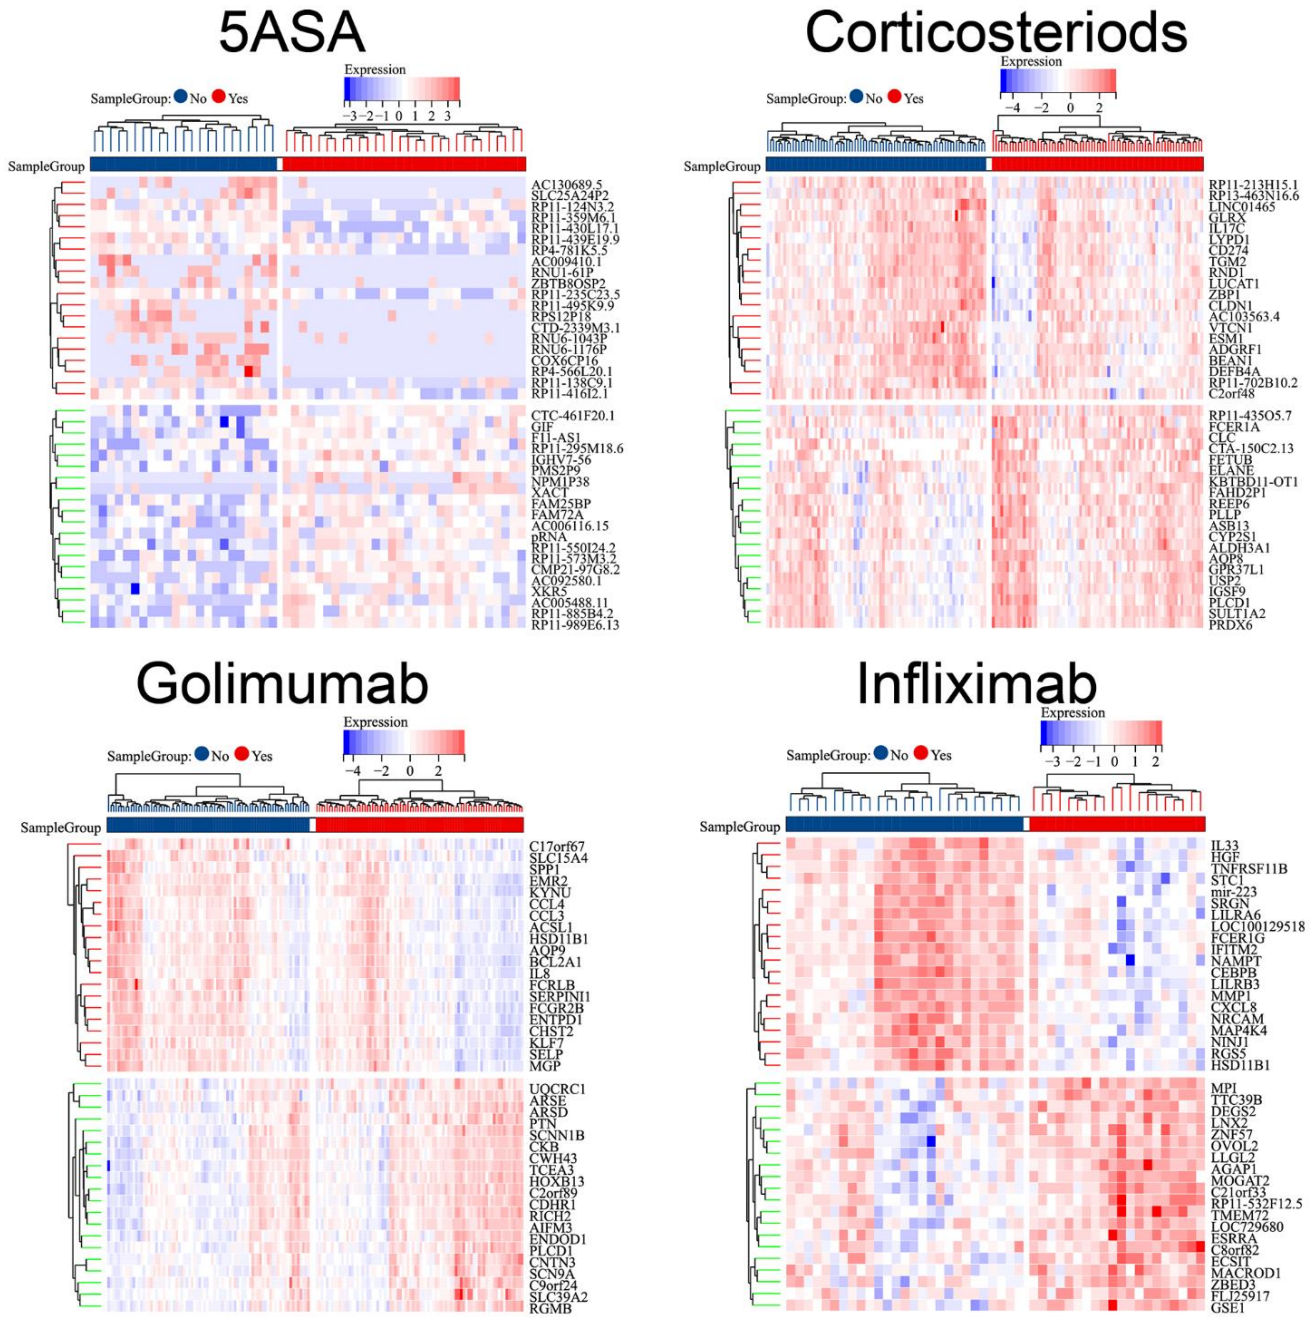 5ASA
Expression
SampleGroup: No Yes
−3−2−1 0 1 2 3
SampleGroup
AC130689.5
SLC25A24P2
RP11-124N3.2
RP11-359M6.1
RP11-430L17.1
RP11-439E19.9
RP4-781K5.5
AC009410.1
RNU1-61P
ZBTB8OSP2
RP11-235C23.5
RP11-495K9.9
RPS12P18
CTD-2339M3.1
RNU6-1043P
RNU6-1176P
COX6CP16
RP4-566L20.1
RP11-138C9.1
RP11-416I2.1
CTC-461F20.1
GIF
F11-AS1
RP11-295M18.6
IGHV7-56
PMS2P9
NPM1P38
XACT
FAM25BP
FAM72A
AC006116.15
pRNA
RP11-550I24.2
RP11-573M3.2
CMP21-97G8.2
AC092580.1
XKR5
AC005488.11
RP11-885B4.2
RP11-989E6.13
Corticosteriods
Expression
SampleGroup: No Yes
−4 −2 0 2
SampleGroup
RP11-213H15.1
RP13-463N16.6
LINC01465
GLRX
IL17C
LYPD1
CD274
TGM2
RND1
LUCAT1
ZBP1
CLDN1
AC103563.4
VTCN1
ESM1
ADGRF1
BEAN1
DEFB4A
RP11-702B10.2
C2orf48
RP11-435O5.7
FCER1A
CLC
CTA-150C2.13
FETUB
ELANE
KBTBD11-OT1
FAHD2P1
REEP6
PLLP
ASB13
CYP2S1
ALDH3A1
AQP8
GPR37L1
USP2
IGSF9
PLCD1
SULT1A2
PRDX6
Golimumab
Expression
SampleGroup: No Yes
−4 −2 0 2
SampleGroup
C17orf67
SLC15A4
SPP1
EMR2
KYNU
CCL4
CCL3
ACSL1
HSD11B1
AQP9
BCL2A1
IL8
FCRLB
SERPINI1
FCGR2B
ENTPD1
CHST2
KLF7
SELP
MGP
UQCRC1
ARSE
ARSD
PTN
SCNN1B
CKB
CWH43
TCEA3
HOXB13
C2orf89
CDHR1
RICH2
AIFM3
ENDOD1
PLCD1
CNTN3
SCN9A
C9orf24
SLC39A2
RGMB
Infliximab
Expression
SampleGroup: No Yes
−3 −2 −1 0 1 2
SampleGroup
IL33
HGF
TNFRSF11B
STC1
mir-223
SRGN
LILRA6
LOC100129518
FCER1G
IFITM2
NAMPT
CEBPB
LILRB3
MMP1
CXCL8
NRCAM
MAP4K4
NINJ1
RGS5
HSD11B1
MPI
TTC39B
DEGS2
LNX2
ZNF57
OVOL2
LLGL2
AGAP1
MOGAT2
C21orf33
RP11-532F12.5
TMEM72
LOC729680
ESRRA
C8orf82
ECSIT
MACROD1
ZBED3
FLJ25917
GSE1